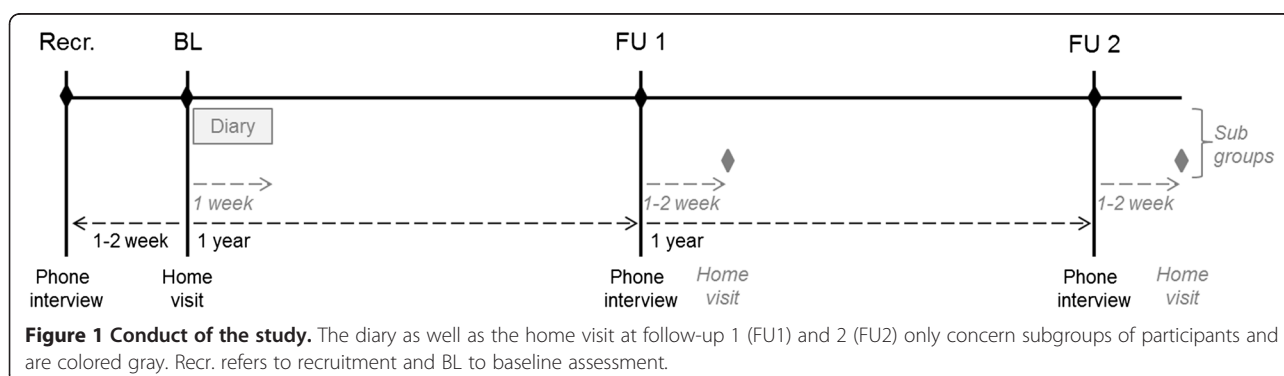 Recr.
BL
FU 1
FU 2
Diary
Sub
groups
1 week
1-2 week
1-2 week
1-2 week
1 year
1 year
Phone
interview
Home
visit
Phone
interview
Home
visit
Phone
interview
Home
visit
Figure 1 Conduct of the study. The diary as well as the home visit at follow-up 1 (FU1) and 2 (FU2) only concern subgroups of participants and
are colored gray. Recr. refers to recruitment and BL to baseline assessment.